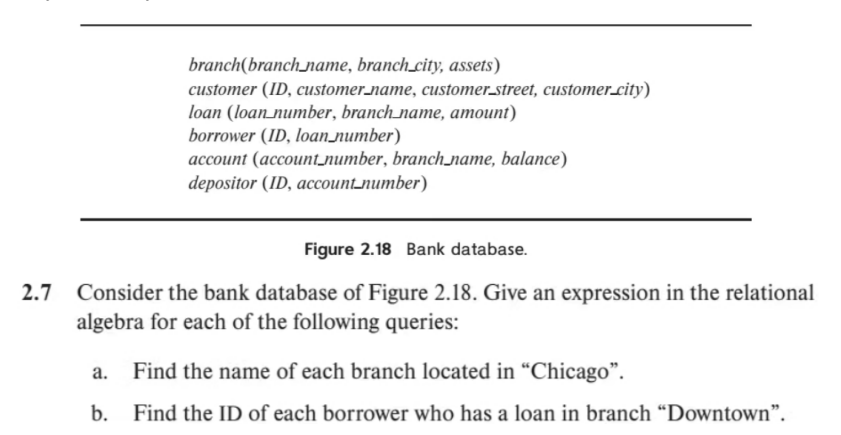 branch(branch_name, branch_city, assets)
customer (ID, customer_name, customer_street, customer_city)
loan (loan_number, branch_name, amount)
borrower (ID, loan_number)
account (account_number, branch_name, balance)
depositor (ID, account_number)
Figure 2.18 Bank database.
2.7 Consider the bank database of Figure 2.18. Give an expression in the relational
algebra for each of the following queries:
a. Find the name of each branch located in “Chicago”.
b. Find the ID of each borrower who has a loan in branch “Downtown”.